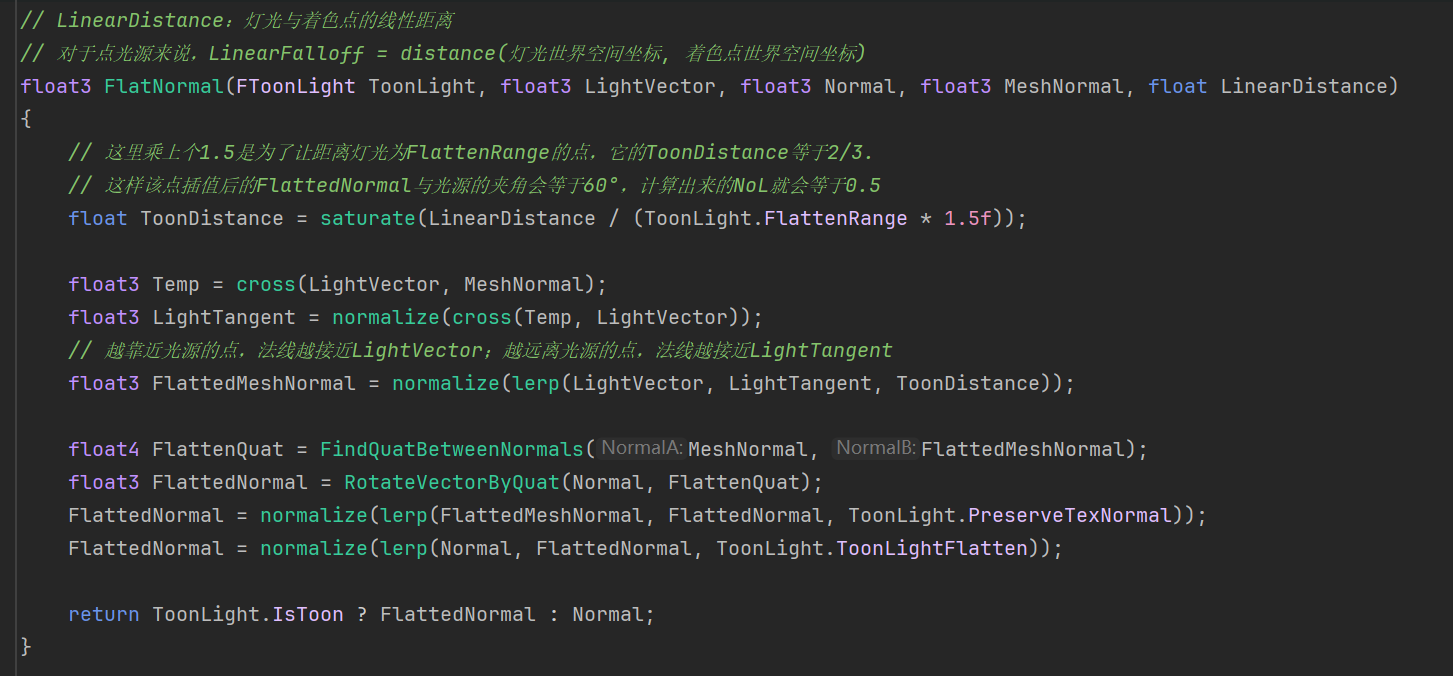 // LinearDistance：灯光与着色点的线性距离
// 对于点光源来说，LinearFalloff = distance(灯光世界空间坐标, 着色点世界空间坐标)
float3 FlatNormal(FToonLight ToonLight, float3 LightVector, float3 Normal, float3 MeshNormal, float LinearDistance)
{
    // 这里乘上个1.5是为了让距离灯光为FlattenRange的点，它的ToonDistance等于2/3.
    // 这样该点插值后的FlattedNormal与光源的夹角会等于60°，计算出来的NoL就会等于0.5
    float ToonDistance = saturate(LinearDistance / (ToonLight.FlattenRange * 1.5f));

    float3 Temp = cross(LightVector, MeshNormal);
    float3 LightTangent = normalize(cross(Temp, LightVector));
    // 越靠近光源的点，法线越接近LightVector；越远离光源的点，法线越接近LightTangent
    float3 FlattedMeshNormal = normalize(lerp(LightVector, LightTangent, ToonDistance));

    float4 FlattenQuat = FindQuatBetweenNormals( NormalA: MeshNormal, NormalB: FlattedMeshNormal);
    float3 FlattedNormal = RotateVectorByQuat(Normal, FlattenQuat);
    FlattedNormal = normalize(lerp(FlattedMeshNormal, FlattedNormal, ToonLight.PreserveTexNormal));
    FlattedNormal = normalize(lerp(Normal, FlattedNormal, ToonLight.ToonLightFlatten));

    return ToonLight.IsToon ? FlattedNormal : Normal;
}